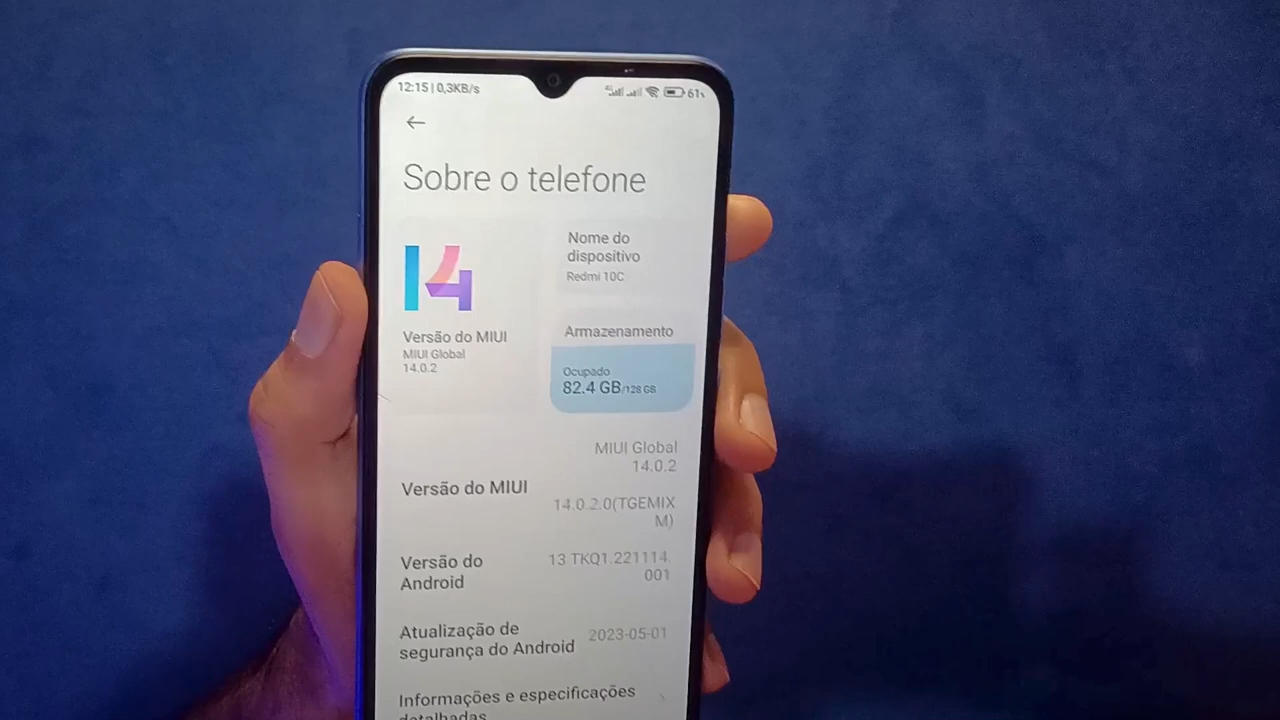 12:15 | 0,3KB/s
4G
61%
Sobre o telefone
14
Versão do MIUI
MIUI Global
14.0.2
Nome do
dispositivo
Redmi 10C
Armazenamento
Ocupado
82.4 GB/128 GB
Versão do MIUI
MIUI Global
14.0.2
14.0.2.0(TGEMIX
M)
Versão do
Android
13 TKQ1.221114.
001
Atualização de
segurança do Android
2023-05-01
Informações e especificações
detalhadas